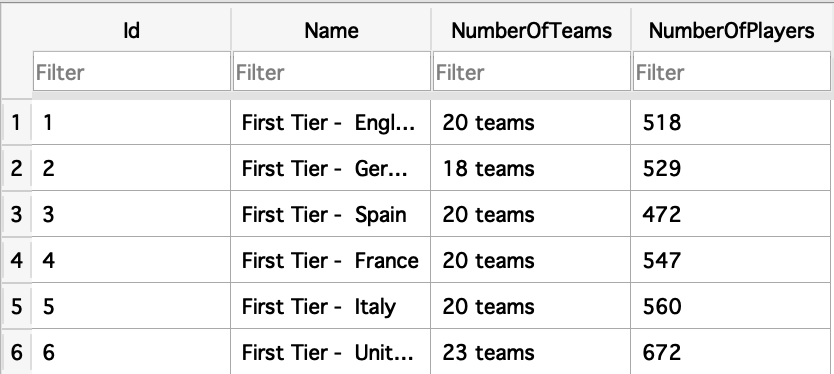 Id Name NumberOfTeams NumberOfPlayers
Filter Filter Filter Filter
1 1 First Tier - Engl... 20 teams 518
2 2 First Tier - Ger... 18 teams 529
3 3 First Tier - Spain 20 teams 472
4 4 First Tier - France 20 teams 547
5 5 First Tier - Italy 20 teams 560
6 6 First Tier - Unit... 23 teams 672